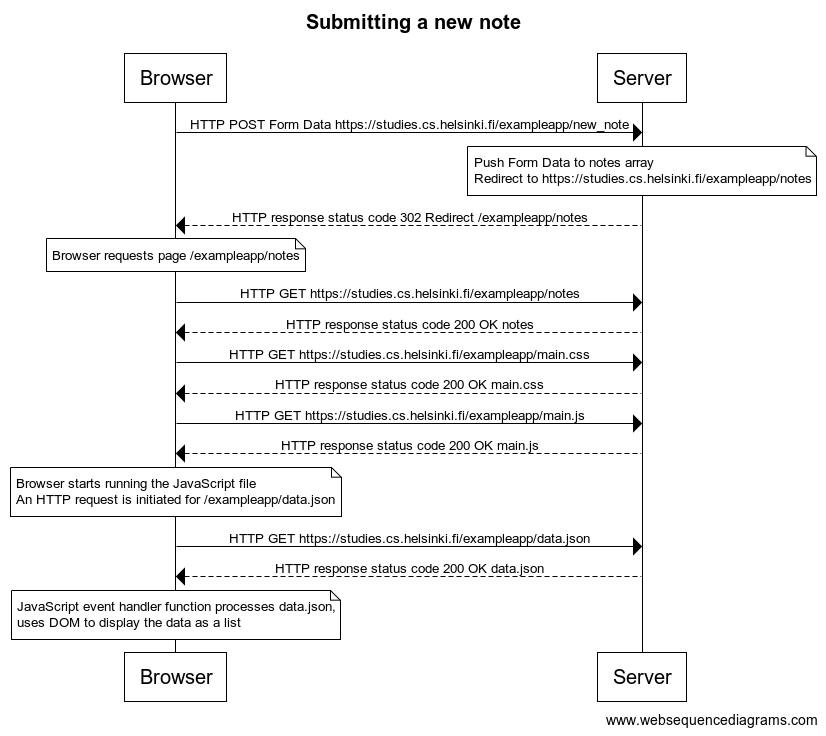 Submitting a new note
Browser
Server
HTTP POST Form Data https://studies.cs.helsinki.fi/exampleapp/new_note
Push Form Data to notes array
Redirect to https://studies.cs.helsinki.fi/exampleapp/notes
HTTP response status code 302 Redirect /exampleapp/notes
Browser requests page /exampleapp/notes
HTTP GET https://studies.cs.helsinki.fi/exampleapp/notes
HTTP response status code 200 OK notes
HTTP GET https://studies.cs.helsinki.fi/exampleapp/main.css
HTTP response status code 200 OK main.css
HTTP GET https://studies.cs.helsinki.fi/exampleapp/main.js
HTTP response status code 200 OK main.js
Browser starts running the JavaScript file
An HTTP request is initiated for /exampleapp/data.json
HTTP GET https://studies.cs.helsinki.fi/exampleapp/data.json
HTTP response status code 200 OK data.json
JavaScript event handler function processes data.json,
uses DOM to display the data as a list
Browser
Server
www.websequencediagrams.com